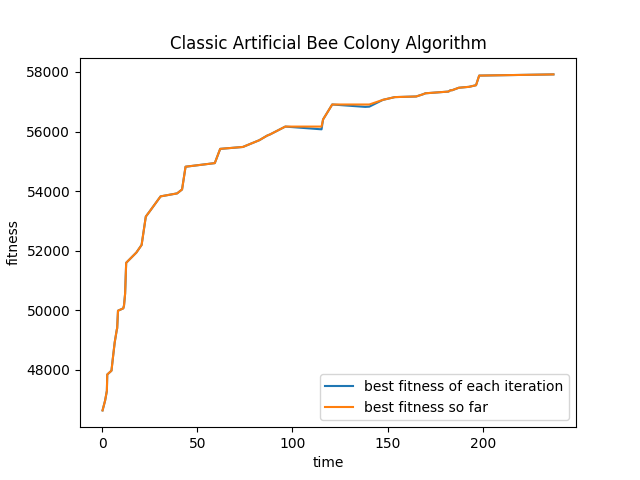 Classic Artificial Bee Colony Algorithm
58000
56000
54000
52000
50000
48000
fitness
0 50 100 150 200
time
best fitness of each iteration
best fitness so far